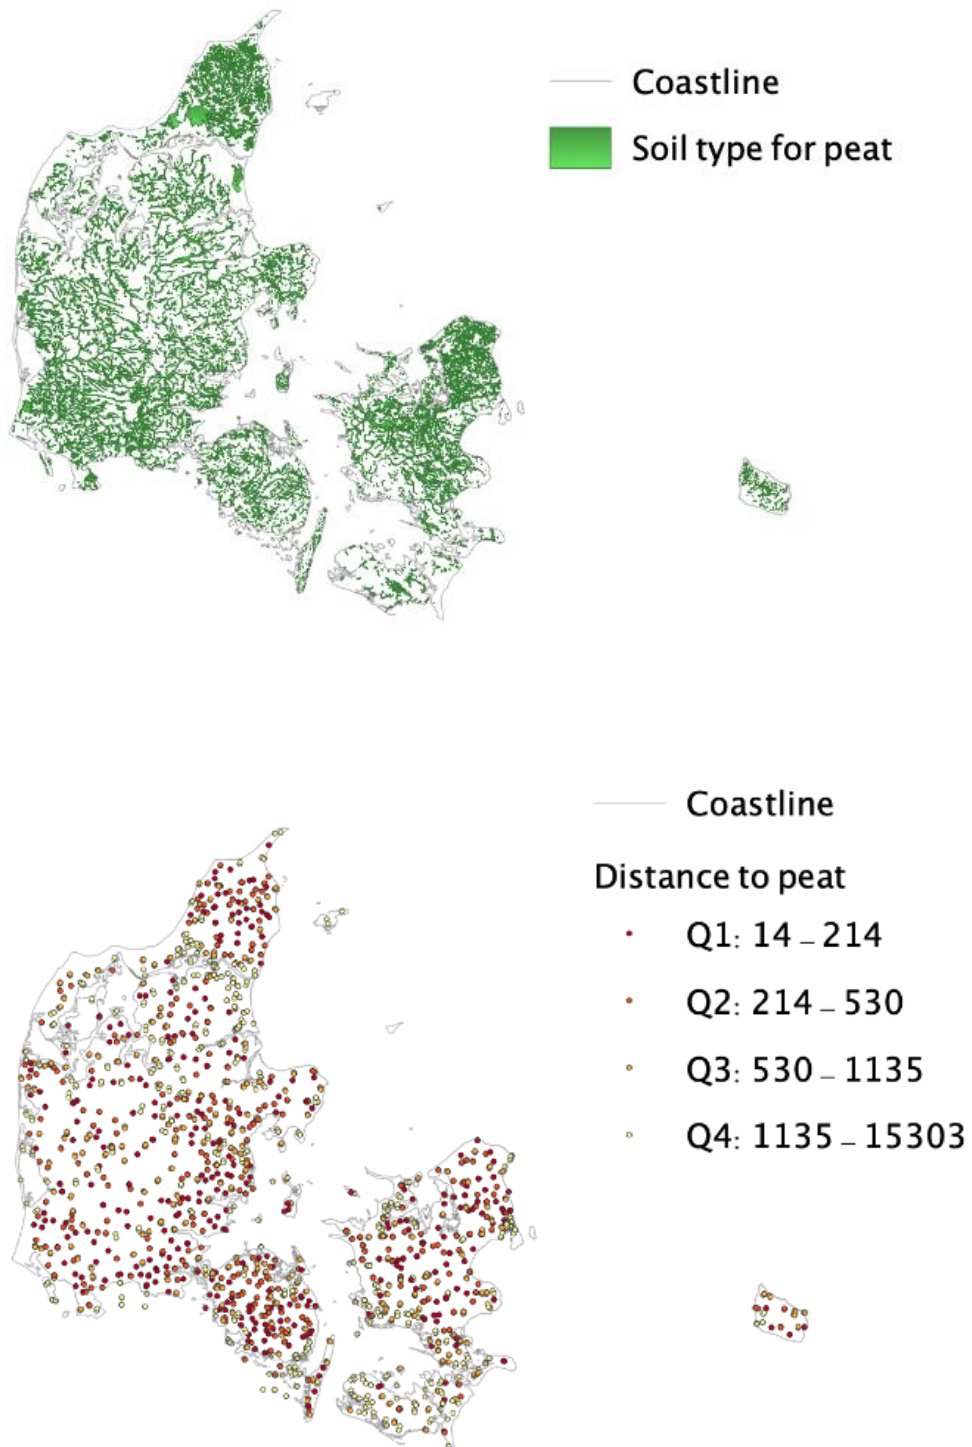 Coastline
Soil type for peat
Coastline
Distance to peat
Q1: 14 – 214
Q2: 214 – 530
Q3: 530 – 1135
Q4: 1135 – 15303